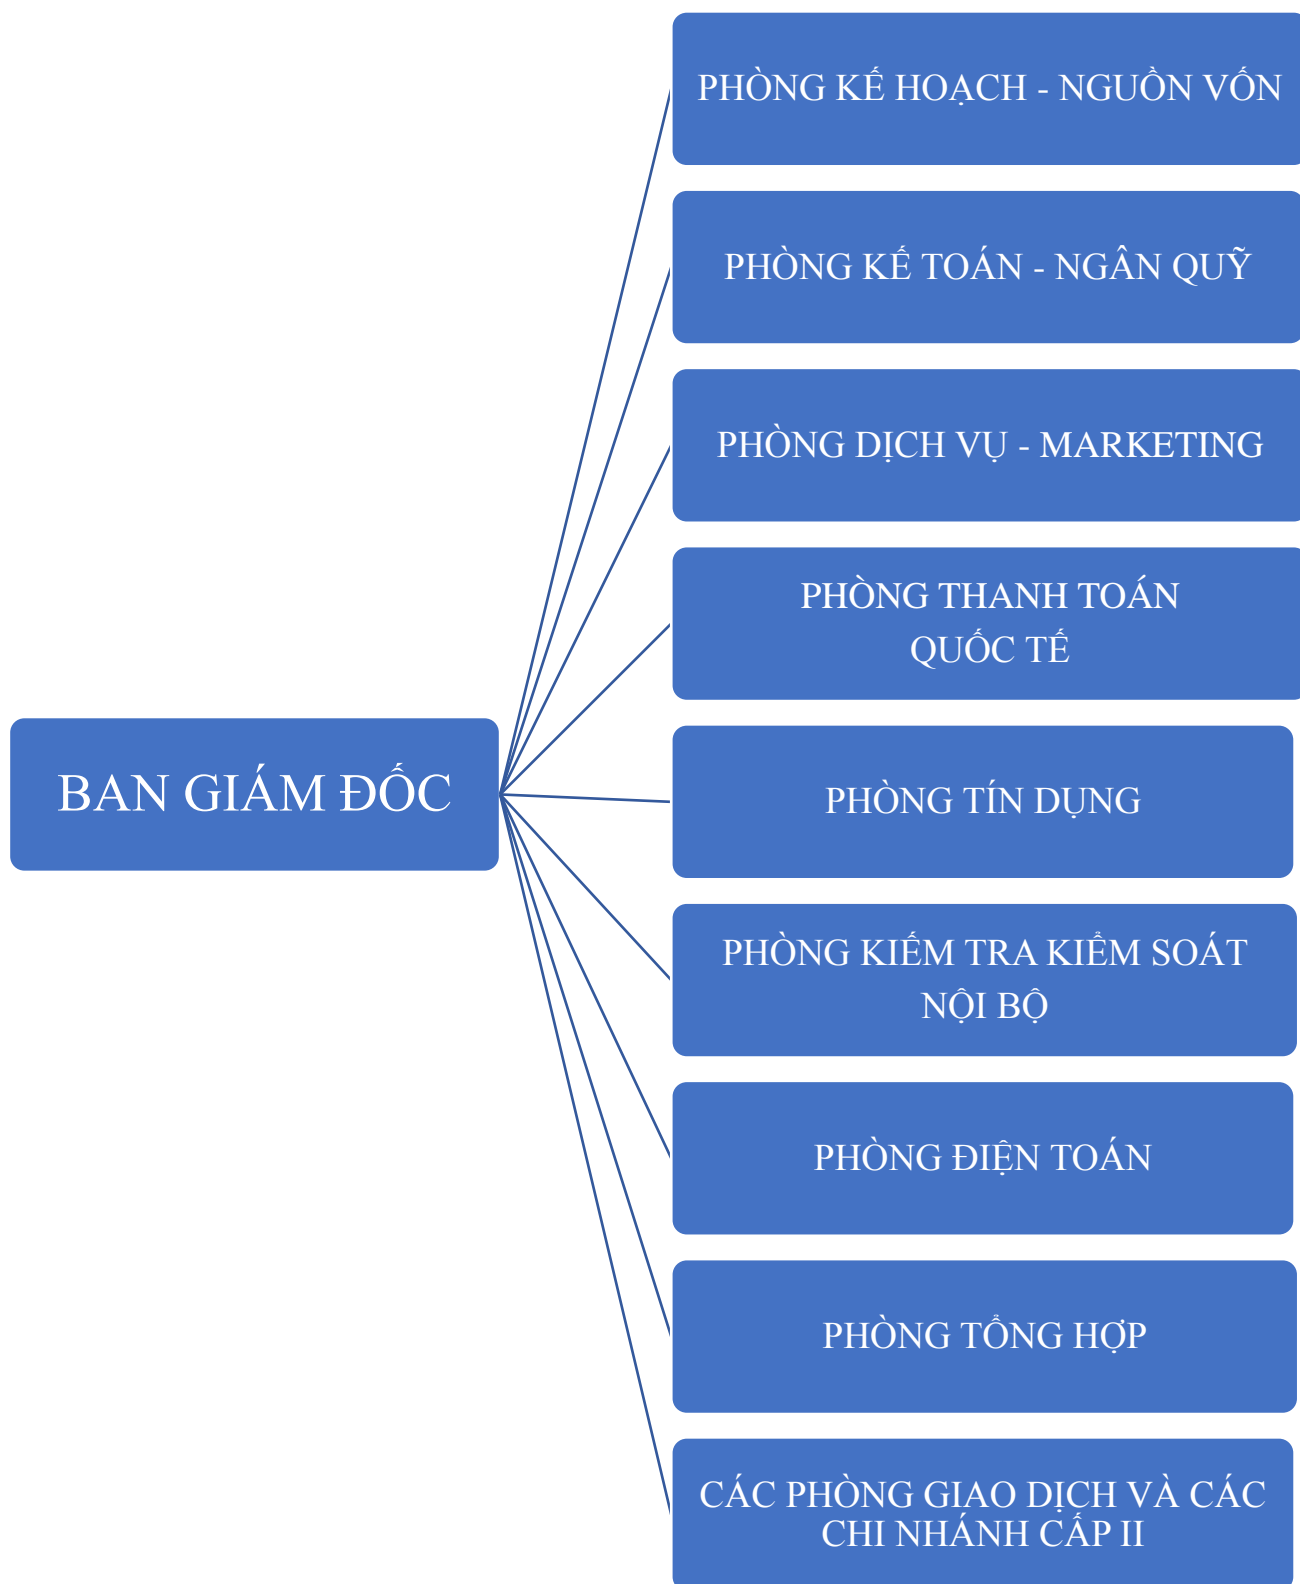 PHÒNG KẾ HOẠCH - NGUỒN VỐN
PHÒNG KẾ TOÁN - NGÂN QUỸ
PHÒNG DỊCH VỤ - MARKETING
PHÒNG THANH TOÁN
QUỐC TẾ
BAN GIÁM ĐỐC
PHÒNG TÍN DỤNG
PHÒNG KIẾM TRA KIỂM SOÁT
NỘI BỘ
PHÒNG ĐIỆN TOÁN
PHÒNG TỔNG HỢP
CÁC PHÒNG GIAO DỊCH VÀ CÁC
CHI NHÁNH CẤP II